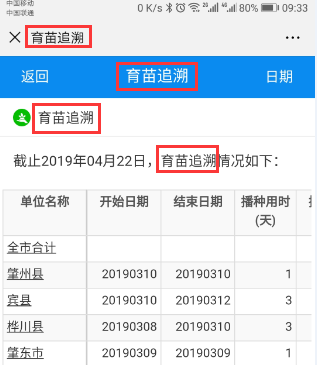 中国移动
中国联通
0 K/s 80% 09:33
育苗追溯
返回 育苗追溯 日期
育苗追溯
截止2019年04月22日，育苗追溯情况如下：
单位名称 开始日期 结束日期 播种用时(天)
全市合计
肇州县 20190310 20190310 1
宾县 20190310 20190312 3
桦川县 20190308 20190310 3
肇东市 20190309 20190309 1